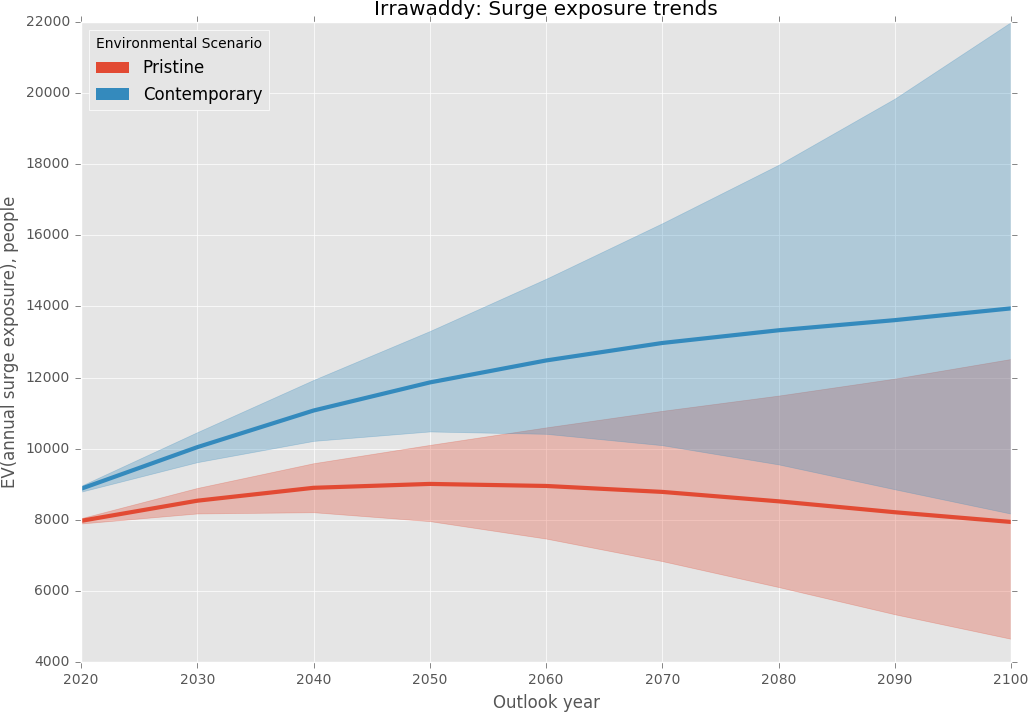 Irrawaddy: Surge exposure trends
22000
20000
18000
16000
14000
12000
10000
8000
6000
4000
EV(annual surge exposure), people
Environmental Scenario
Pristine
Contemporary
2020 2030 2040 2050 2060 2070 2080 2090 2100
Outlook year